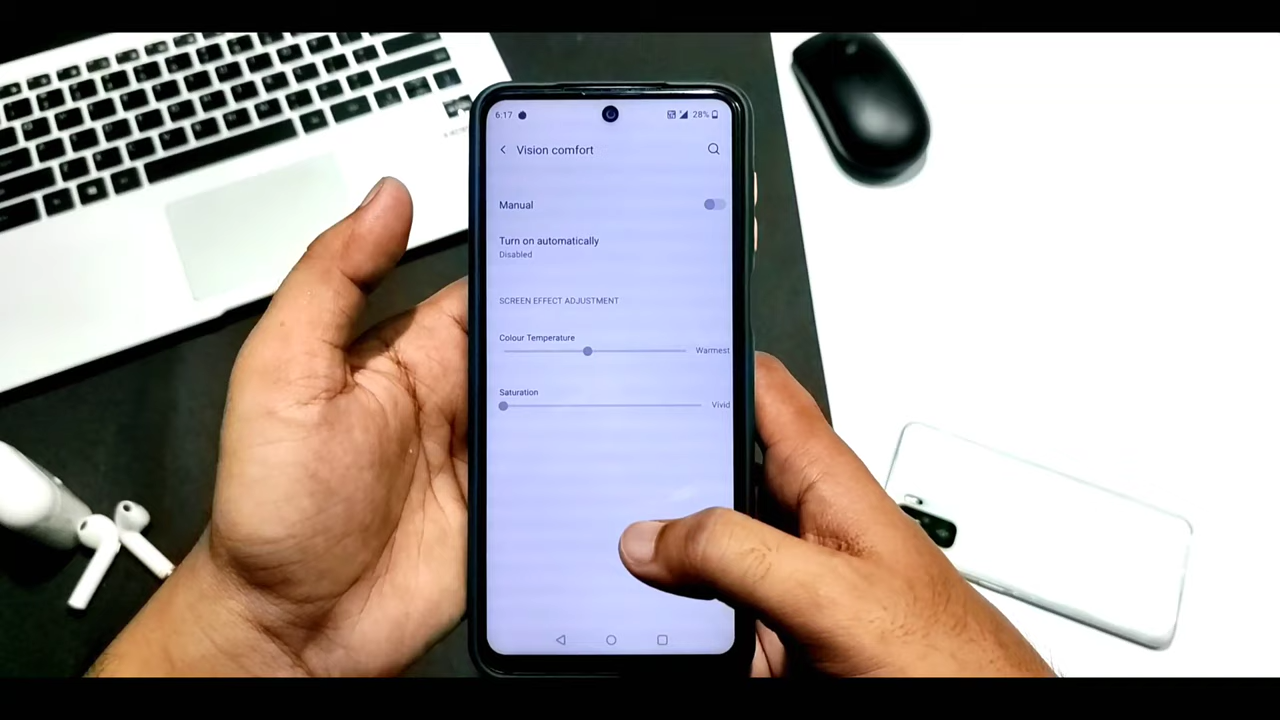 6:17 28%
Vision comfort
Manual
Turn on automatically
Disabled
SCREEN EFFECT ADJUSTMENT
Colour Temperature
Warmest
Saturation
Vivid